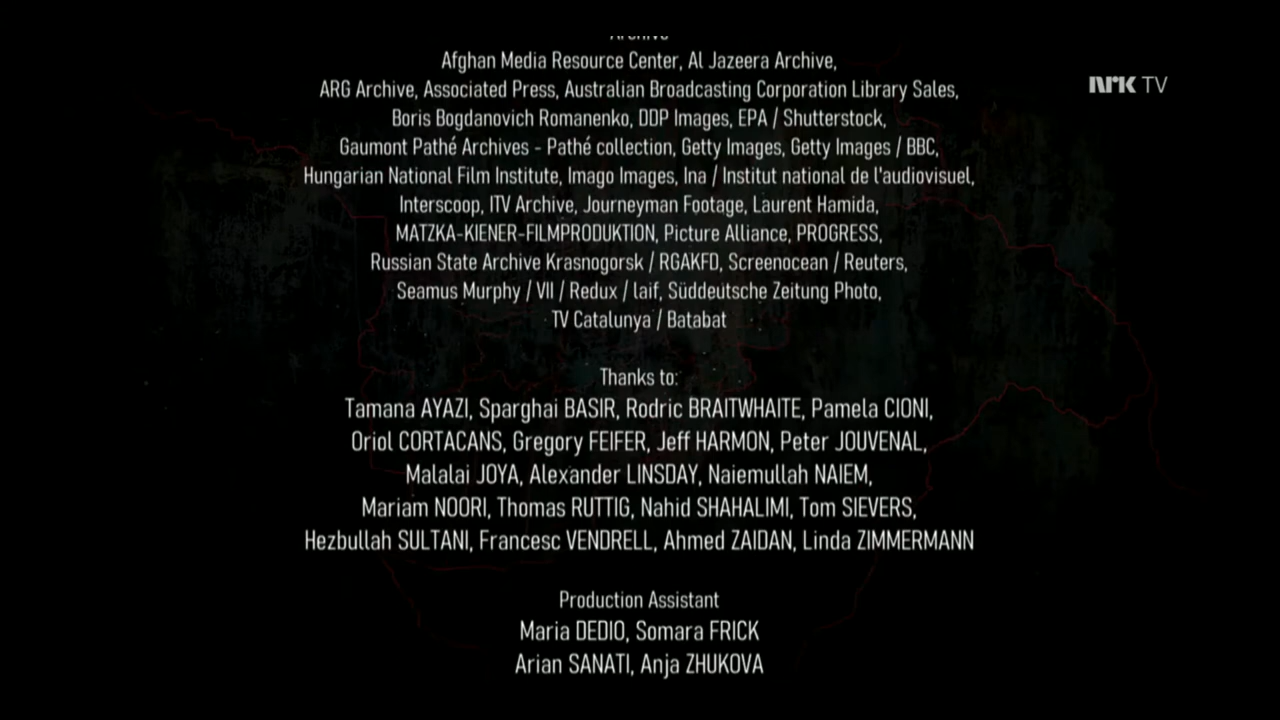 Archive
Afghan Media Resource Center, Al Jazeera Archive,
NRK TV
ARG Archive, Associated Press, Australian Broadcasting Corporation Library Sales,
Boris Bogdanovich Romanenko, DDP Images, EPA / Shutterstock,
Gaumont Pathé Archives - Pathé collection, Getty Images, Getty Images / BBC,
Hungarian National Film Institute, Imago Images, Ina / Institut national de l'audiovisuel,
Interscoop, ITV Archive, Journeyman Footage, Laurent Hamida,
MATZKA-KIENER-FILMPRODUKTION, Picture Alliance, PROGRESS,
Russian State Archive Krasnogorsk / RGAKFD, Screenocean / Reuters,
Seamus Murphy / VII / Redux / laif, Süddeutsche Zeitung Photo,
TV Catalunya / Batabat
Thanks to:
Tamana AYAZI, Sparghai BASIR, Rodric BRAITWHAITE, Pamela CIONI,
Oriol CORTACANS, Gregory FEIFER, Jeff HARMON, Peter JOUVENAL,
Malalai JOYA, Alexander LINSDAY, Naiemullah NAIEM,
Mariam NOORI, Thomas RUTTIG, Nahid SHAHALIMI, Tom SIEVERS,
Hezbullah SULTANI, Francesc VENDRELL, Ahmed ZAIDAN, Linda ZIMMERMANN
Production Assistant
Maria DEDIO, Somara FRICK
Arian SANATI, Anja ZHUKOVA